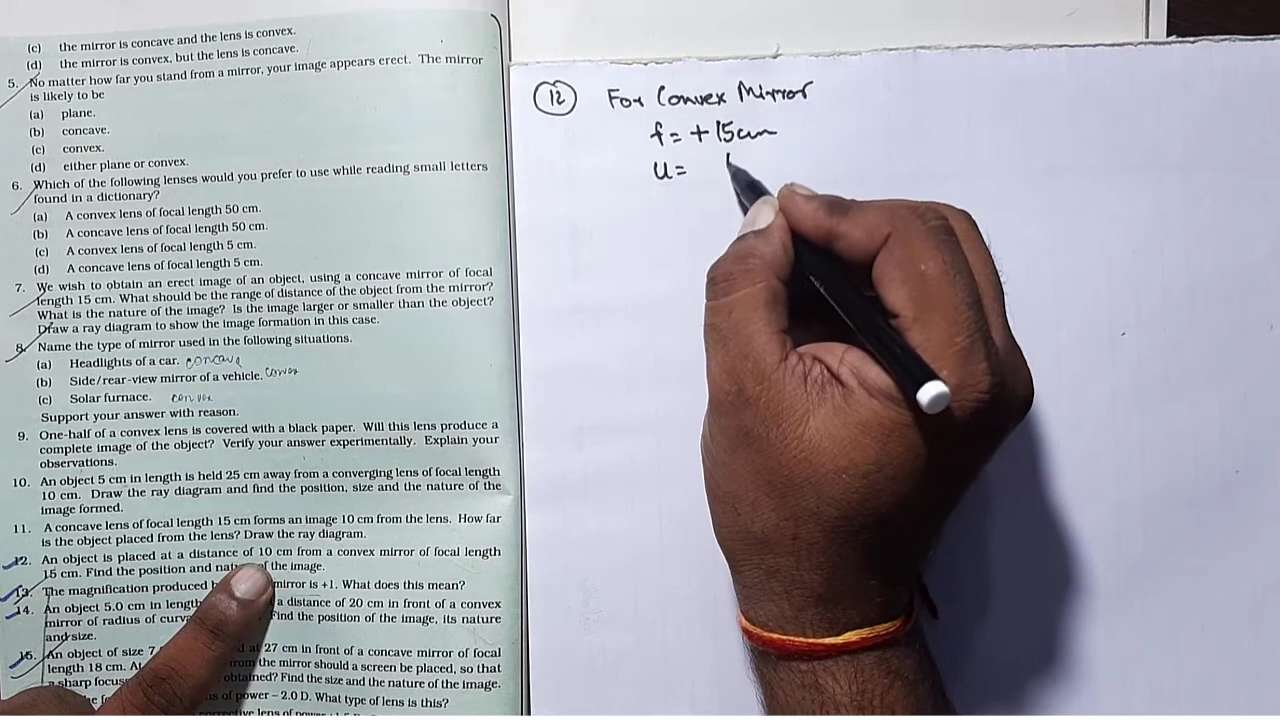 (c) the mirror is concave and the lens is convex.
(d) the mirror is convex, but the lens is concave.
5. No matter how far you stand from a mirror, your image appears erect. The mirror
is likely to be
(a) plane.
(b) concave.
(c) convex.
(d) either plane or convex.
6. Which of the following lenses would you prefer to use while reading small letters
found in a dictionary?
(a) A convex lens of focal length 50 cm.
(b) A concave lens of focal length 50 cm.
(c) A convex lens of focal length 5 cm.
(d) A concave lens of focal length 5 cm.
7. We wish to obtain an erect image of an object, using a concave mirror of focal
length 15 cm. What should be the range of distance of the object from the mirror?
What is the nature of the image? Is the image larger or smaller than the object?
Draw a ray diagram to show the image formation in this case.
8. Name the type of mirror used in the following situations.
(a) Headlights of a car. concave
(b) Side/rear-view mirror of a vehicle. convex
(c) Solar furnace. convex
Support your answer with reason.
9. One-half of a convex lens is covered with a black paper. Will this lens produce a
complete image of the object? Verify your answer experimentally. Explain your
observations.
10. An object 5 cm in length is held 25 cm away from a converging lens of focal length
10 cm. Draw the ray diagram and find the position, size and the nature of the
image formed.
11. A concave lens of focal length 15 cm forms an image 10 cm from the lens. How far
is the object placed from the lens? Draw the ray diagram.
12. An object is placed at a distance of 10 cm from a convex mirror of focal length
15 cm. Find the position and of the image.
13. The magnification produced mirror is +1. What does this mean?
14. An object 5.0 cm in length a distance of 20 cm in front of a convex
mirror of radius of Find the position of the image, its nature
and size.
15. An object of size 7 at 27 cm in front of a concave mirror of focal
length 18 cm. At from the mirror should a screen be placed, so that
a sharp obtained? Find the size and the nature of the image.
of power – 2.0 D. What type of lens is this?
lens of
12 For Convex Mirror
f = + 15cm
u =